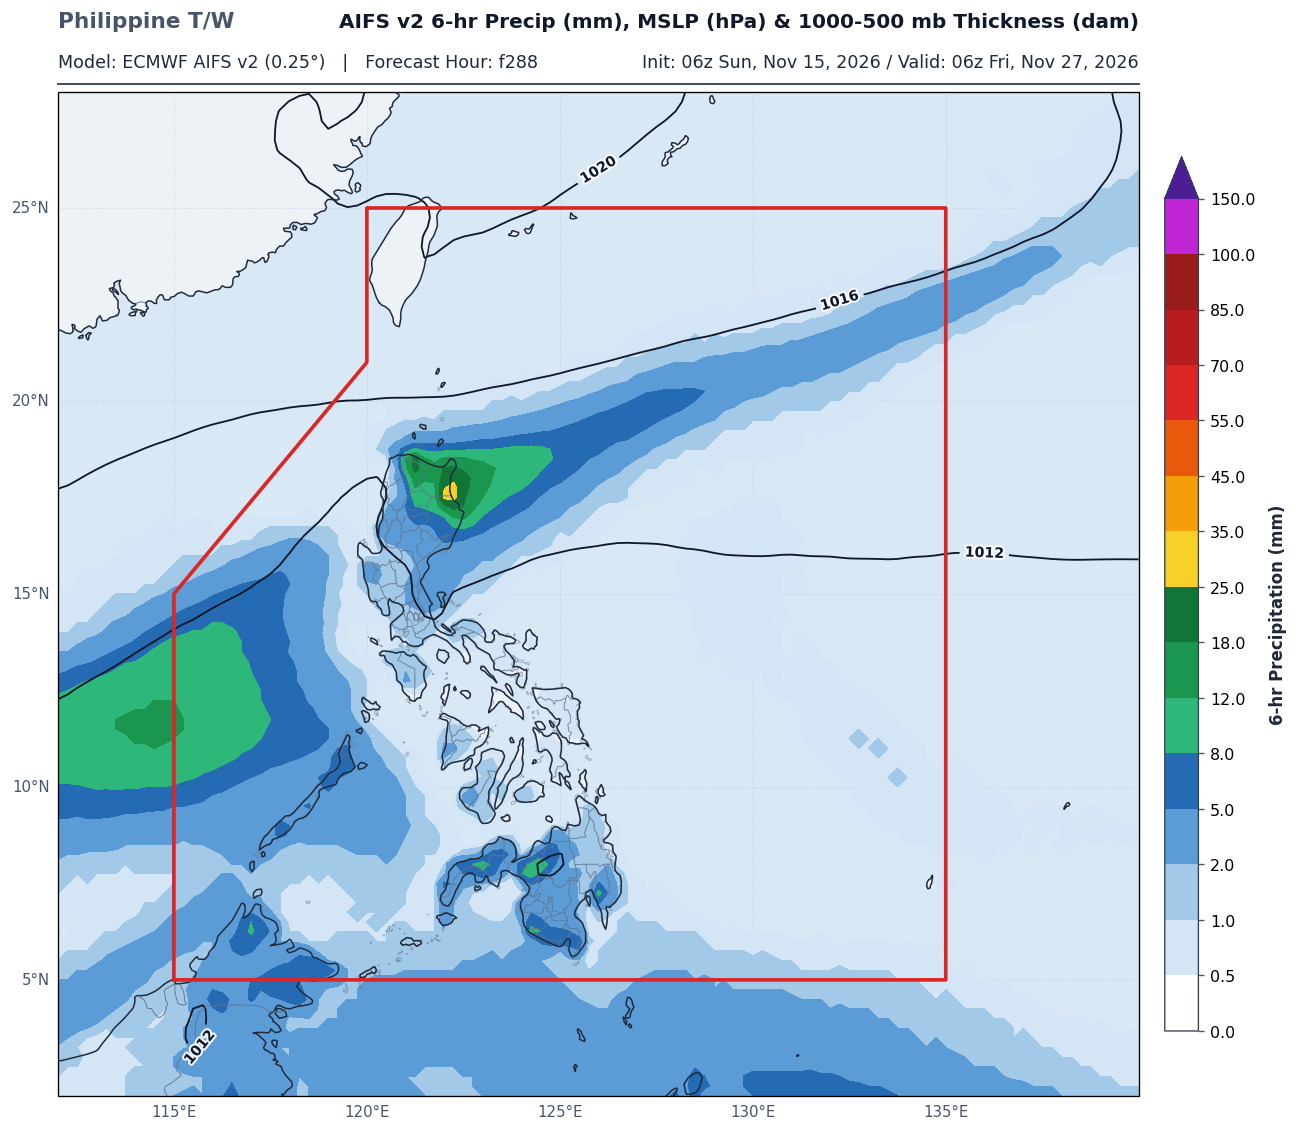 Philippine T/W
AIFS v2 6-hr Precip (mm), MSLP (hPa) & 1000-500 mb Thickness (dam)
Model: ECMWF AIFS v2 (0.25°)   |   Forecast Hour: f288
Init: 06z Sun, Nov 15, 2026 / Valid: 06z Fri, Nov 27, 2026
1020
1016
1012
1012
25°N
20°N
15°N
10°N
5°N
115°E
120°E
125°E
130°E
135°E
150.0
100.0
85.0
70.0
55.0
45.0
35.0
25.0
18.0
12.0
8.0
5.0
2.0
1.0
0.5
0.0
6-hr Precipitation (mm)